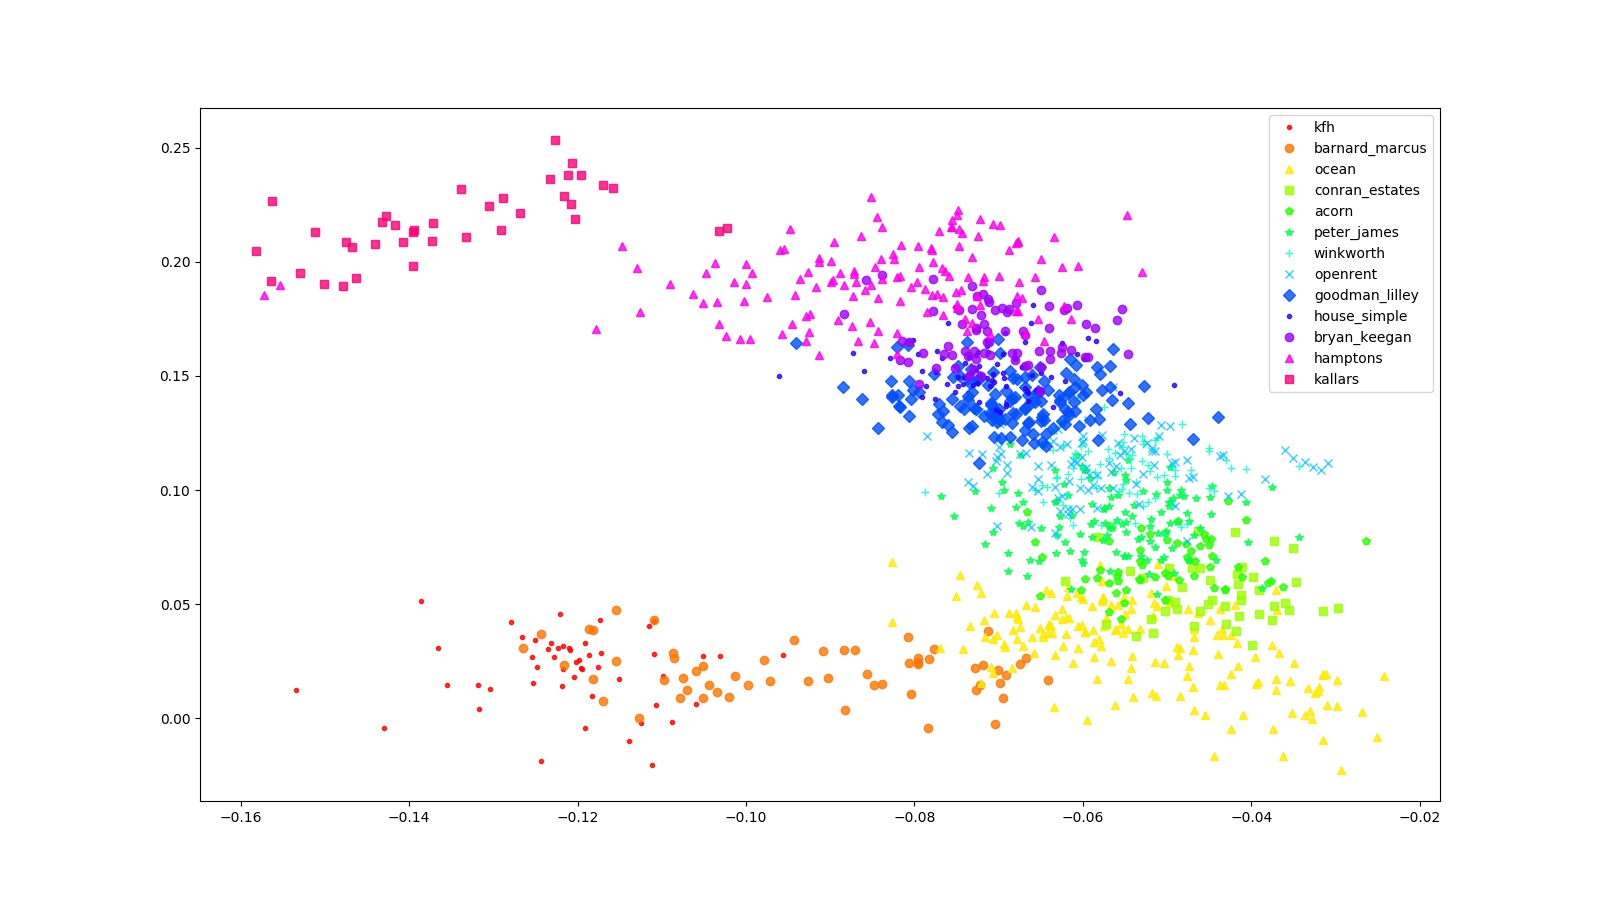 0.25
0.20
0.15
0.10
0.05
0.00
−0.16
−0.14
−0.12
−0.10
−0.08
−0.06
−0.04
−0.02
kfh
barnard_marcus
ocean
conran_estates
acorn
peter_james
winkworth
openrent
goodman_lilley
house_simple
bryan_keegan
hamptons
kallars